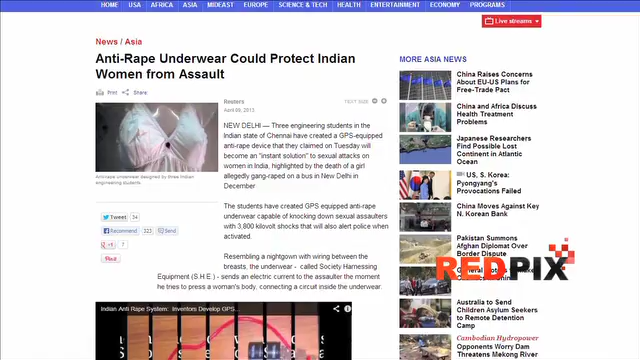 HOME USA AFRICA ASIA MIDEAST EUROPE SCIENCE & TECH HEALTH ENTERTAINMENT ECONOMY PROGRAMS
Live streams
News / Asia
Anti-Rape Underwear Could Protect Indian
Women from Assault
Print Share:
Anti-rape underwear designed by three Indian
engineering students.
Tweet 34
Recommend 323 Send
+1 7
Pin it
Reuters
April 09, 2013
TEXT SIZE
NEW DELHI — Three engineering students in the
Indian state of Chennai have created a GPS-equipped
anti-rape device that they claimed on Tuesday will
become an "instant solution" to sexual attacks on
women in India, highlighted by the death of a girl
allegedly gang-raped on a bus in New Delhi in
December
The students have created GPS equipped anti-rape
underwear capable of knocking down sexual assaulters
with 3,800 kilovolt shocks that will also alert police when
activated.
Resembling a nightgown with wiring between the
breasts, the underwear - called Society Harnessing
Equipment (S.H.E.) - sends an electric current to the assaulter the moment
he tries to press a woman's body, connecting a circuit inside the underwear.
Indian Anti Rape System: Inventors Develop GPS...
MORE ASIA NEWS
China Raises Concerns
About EU-US Plans for
Free-Trade Pact
China and Africa Discuss
Health Treatment
Problems
Japanese Researchers
Find Possible Lost
Continent in Atlantic
Ocean
US, S. Korea:
Pyongyang's
Provocations Failed
China Moves Against Key
N. Korean Bank
Pakistan Summons
Afghan Diplomat Over
Border Dispute
REDPIX
Australia to Send
Children Asylum Seekers
to Remote Detention
Camp
Cambodian Hydropower
Opponents Worry Dam
Threatens Mekong River